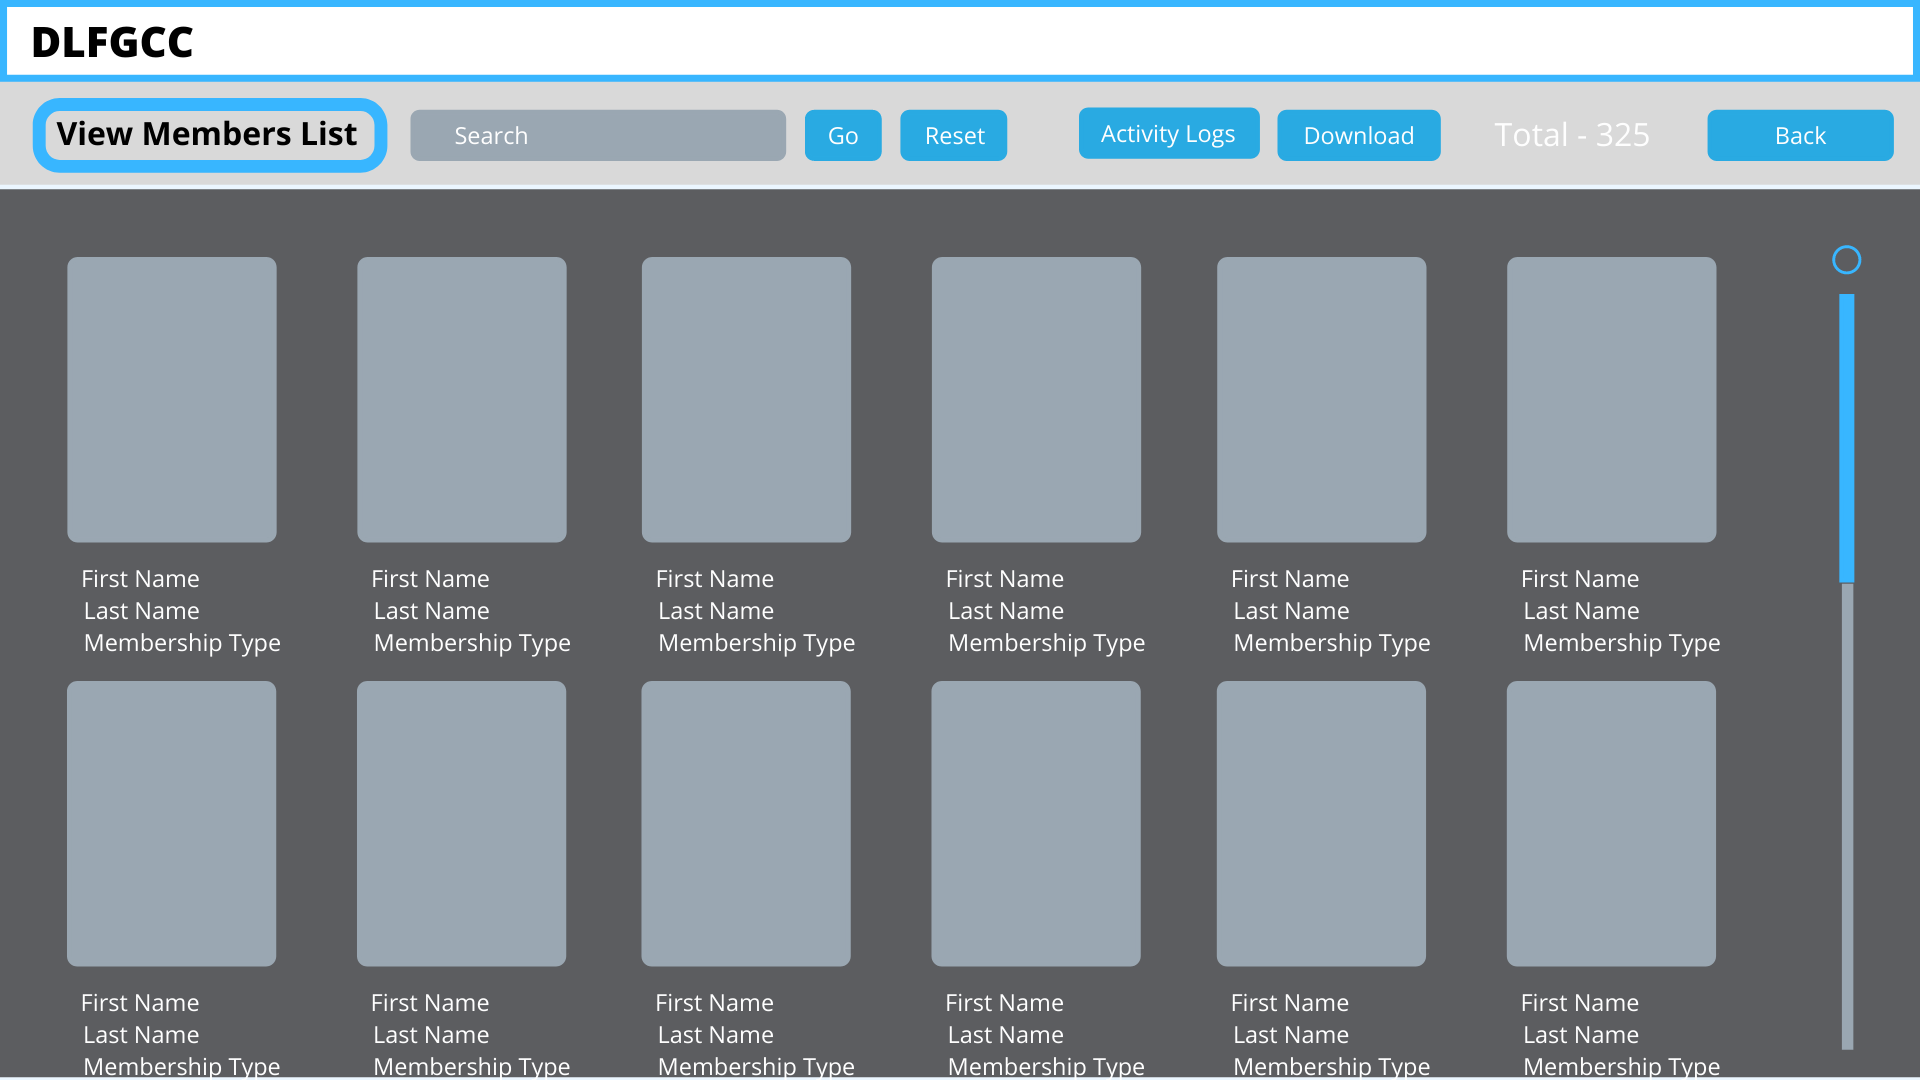 DLFGCC
View Members List Search Go Reset Activity Logs Download Total - 325 Back
First Name First Name First Name First Name First Name First Name
Last Name Last Name Last Name Last Name Last Name Last Name
Membership Type Membership Type Membership Type Membership Type Membership Type Membership Type
First Name First Name First Name First Name First Name First Name
Last Name Last Name Last Name Last Name Last Name Last Name
Membership Type Membership Type Membership Type Membership Type Membership Type Membership Type